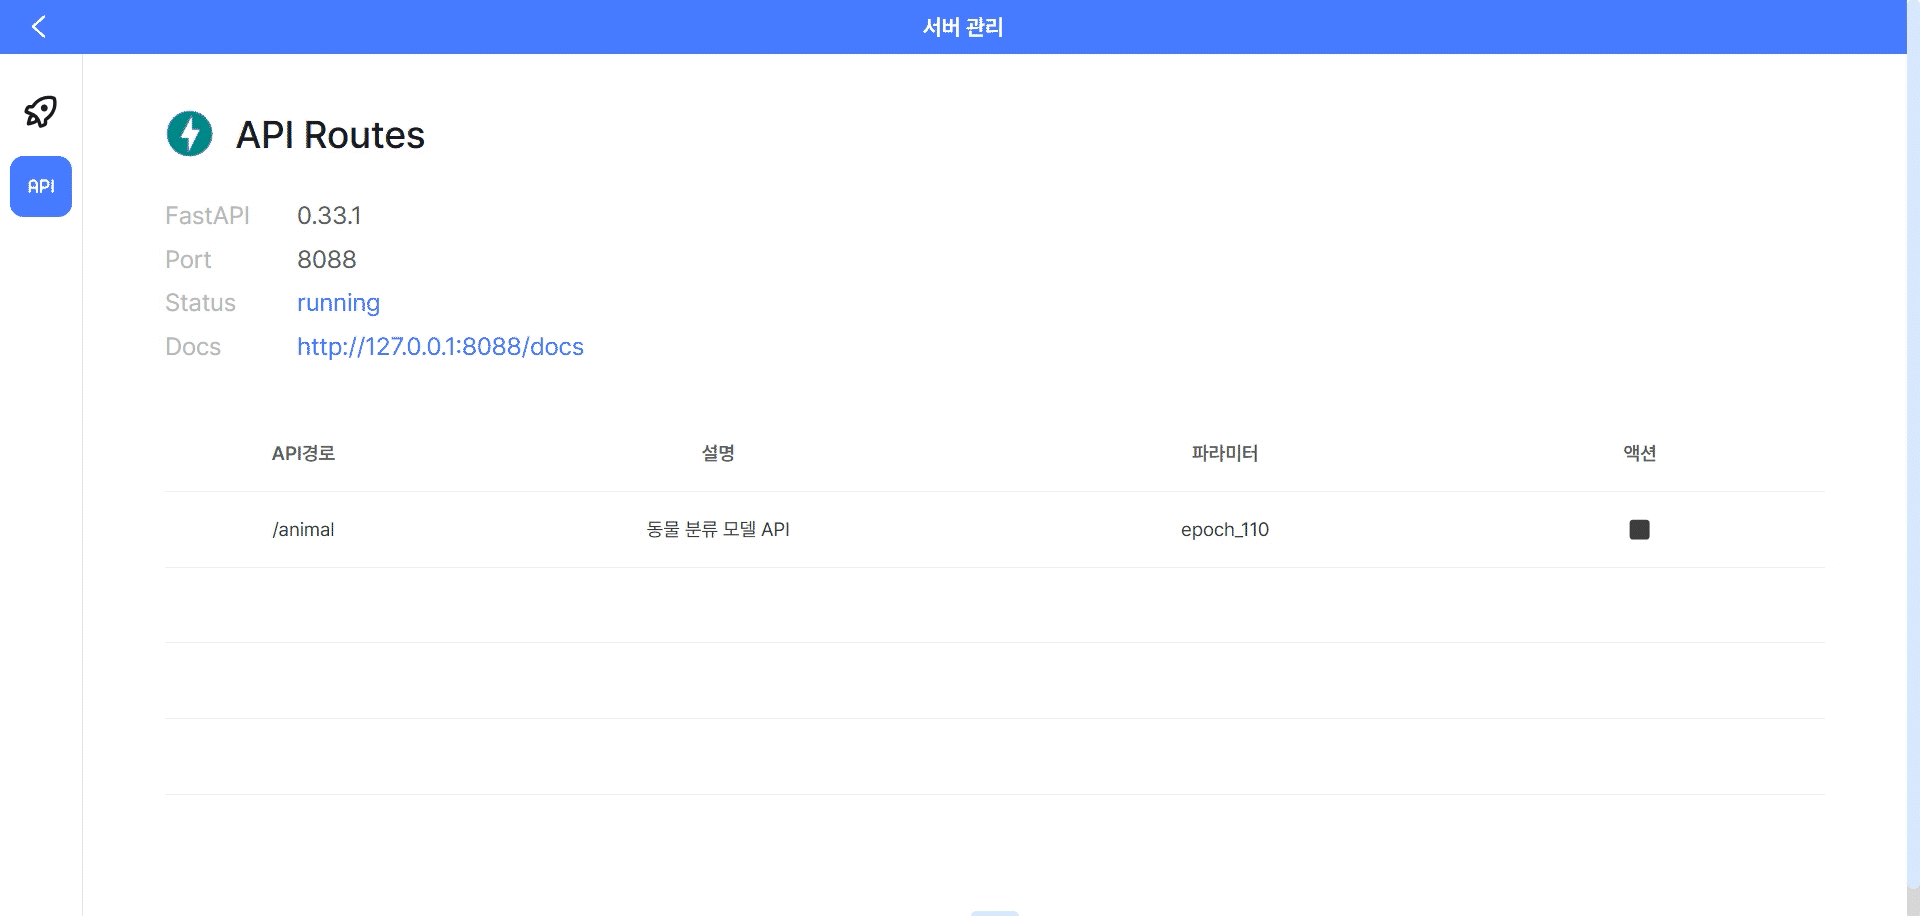 서버 관리
API
API Routes
FastAPI 0.33.1
Port 8088
Status running
Docs http://127.0.0.1:8088/docs
API경로 설명 파라미터 액션
/animal 동물 분류 모델 API epoch_110